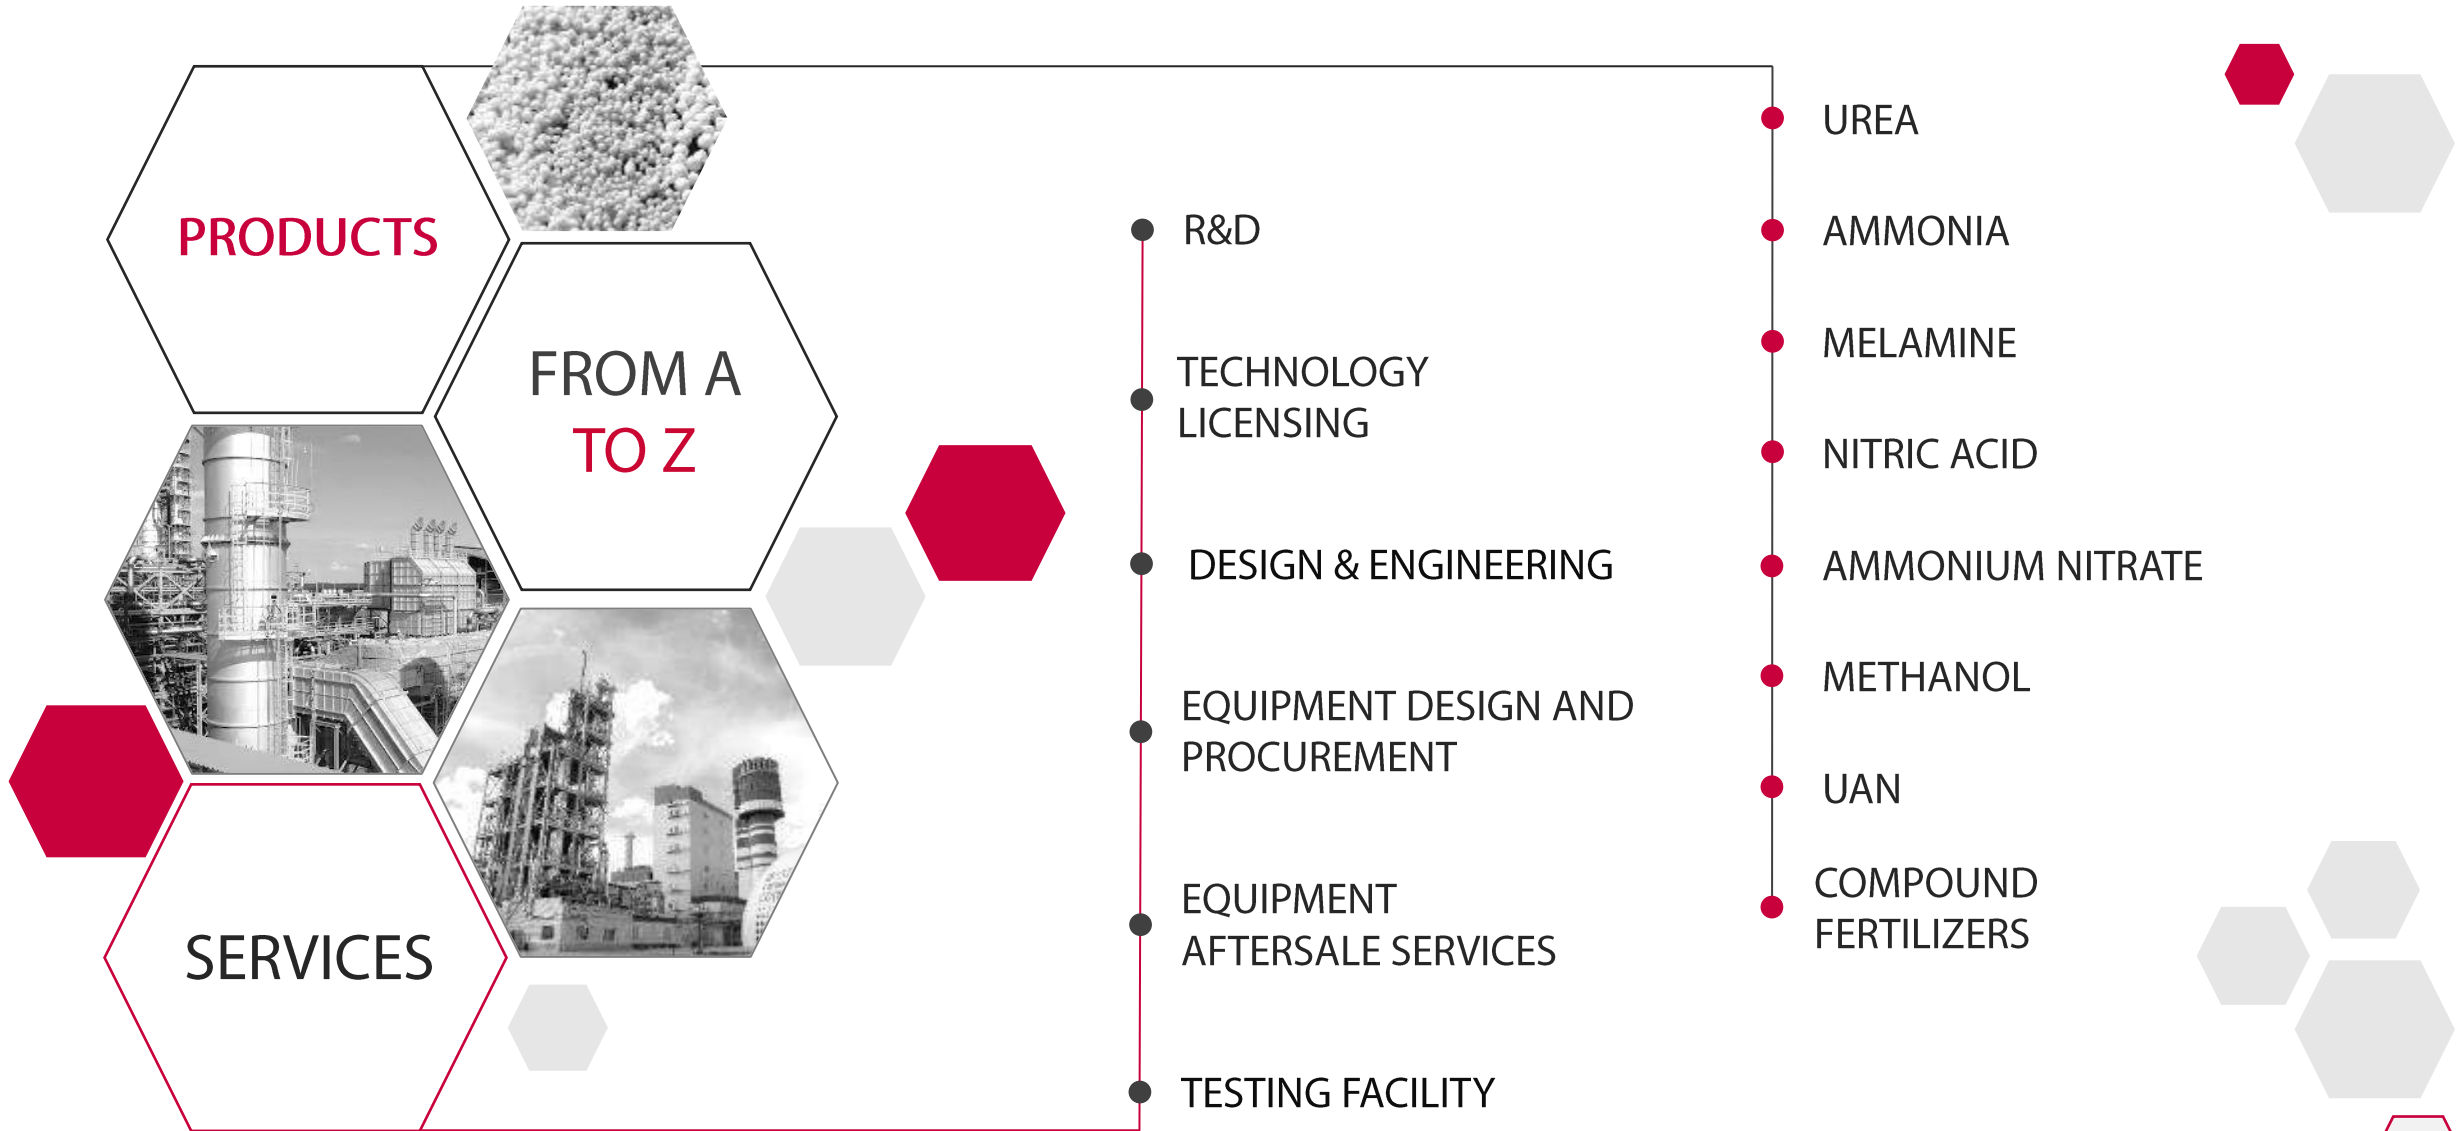 PRODUCTS
FROM A
TO Z
SERVICES
R&D
TECHNOLOGY
LICENSING
DESIGN & ENGINEERING
EQUIPMENT DESIGN AND
PROCUREMENT
EQUIPMENT
AFTERSALE SERVICES
TESTING FACILITY
UREA
AMMONIA
MELAMINE
NITRIC ACID
AMMONIUM NITRATE
METHANOL
UAN
COMPOUND
FERTILIZERS